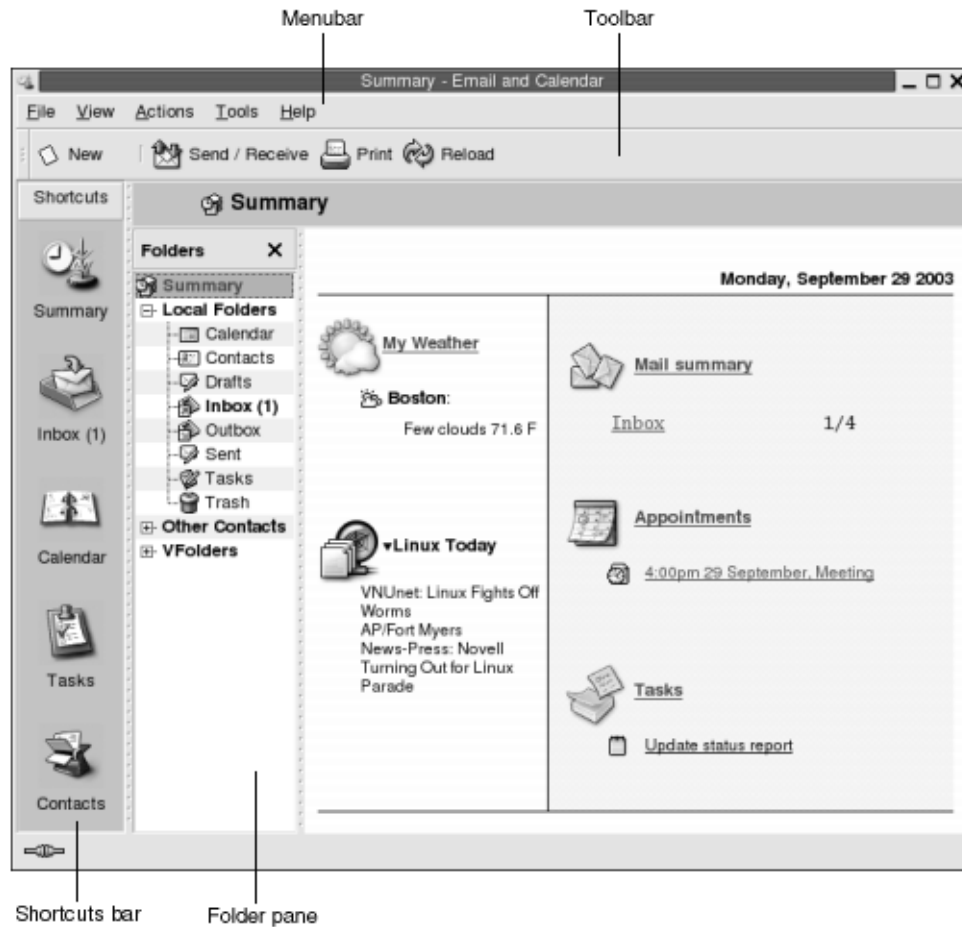 Menubar
Toolbar
Summary - Email and Calendar
File View Actions Tools Help
New Send / Receive Print Reload
Shortcuts
Summary
Folders
Monday, September 29 2003
Summary
Inbox (1)
Calendar
Tasks
Contacts
Summary
Local Folders
Calendar
Contacts
Drafts
Inbox (1)
Outbox
Sent
Tasks
Trash
Other Contacts
VFolders
My Weather
Boston:
Few clouds 71.6 F
Linux Today
VNUnet: Linux Fights Off
Worms
AP/Fort Myers
News-Press: Novell
Turning Out for Linux
Parade
Mail summary
Inbox 1/4
Appointments
4:00pm 29 September, Meeting
Tasks
Update status report
Shortcuts bar
Folder pane